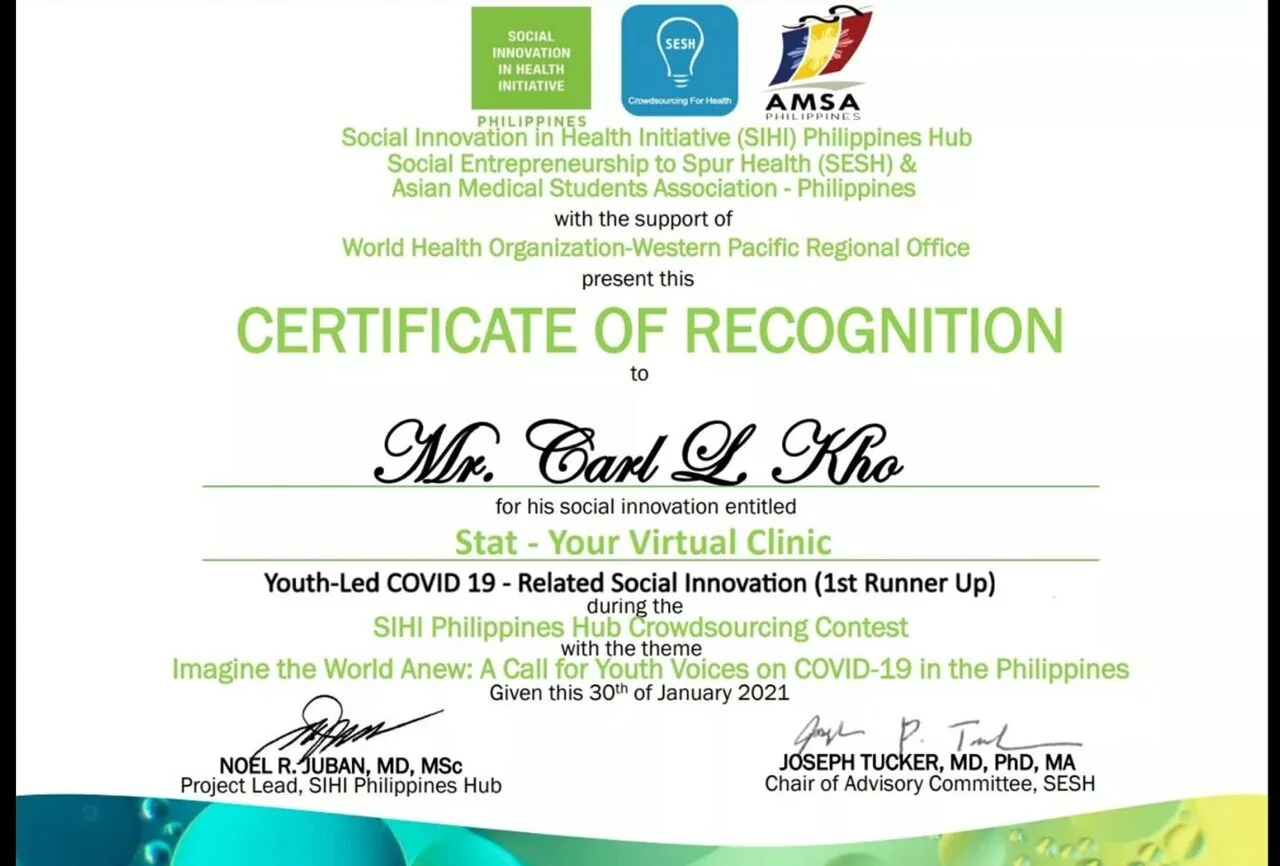 SOCIAL
INNOVATION
IN HEALTH
INITIATIVE
PHILIPPINES
SESH
Crowdsourcing For Health
AMSA
PHILIPPINES
Social Innovation in Health Initiative (SIHI) Philippines Hub
Social Entrepreneurship to Spur Health (SESH) &
Asian Medical Students Association - Philippines
with the support of
World Health Organization-Western Pacific Regional Office
present this
CERTIFICATE OF RECOGNITION
to
Mr. Carl L. Kho
for his social innovation entitled
Stat - Your Virtual Clinic
Youth-Led COVID 19 - Related Social Innovation (1st Runner Up)
during the
SIHI Philippines Hub Crowdsourcing Contest
with the theme
Imagine the World Anew: A Call for Youth Voices on COVID-19 in the Philippines
Given this 30th of January 2021
NOEL R. JUBAN, MD, MSc
Project Lead, SIHI Philippines Hub
Joseph P. Tucker
JOSEPH TUCKER, MD, PhD, MA
Chair of Advisory Committee, SESH